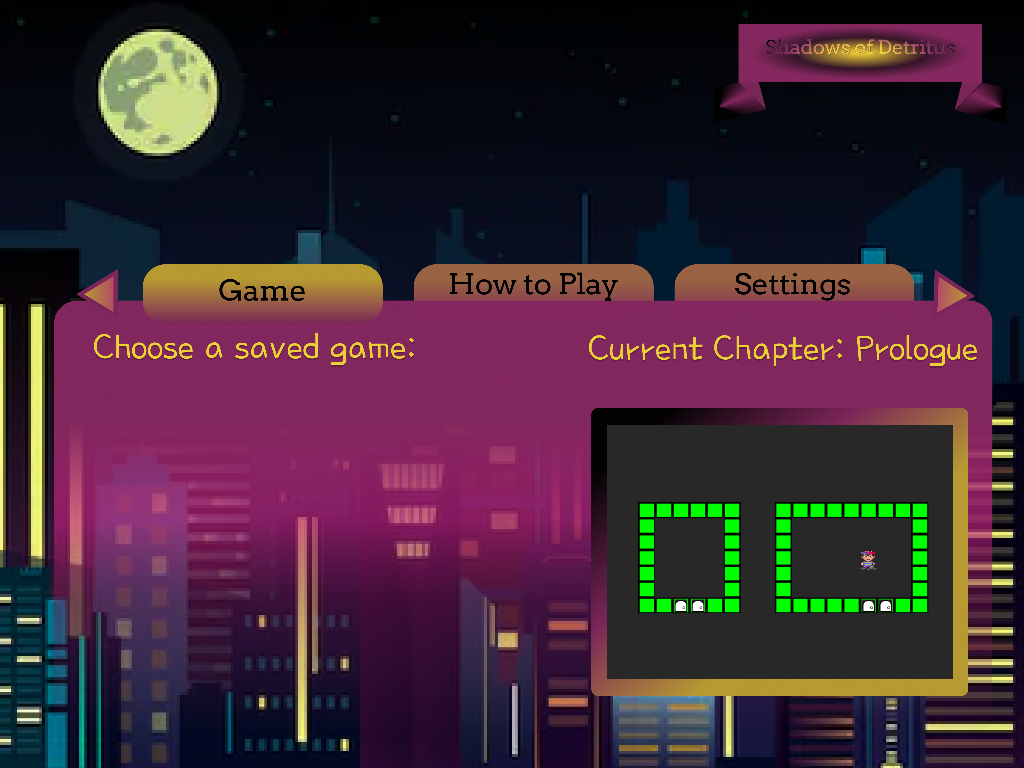 Shadows of Detritus
Game
How to Play
Settings
Choose a saved game:
Current Chapter: Prologue